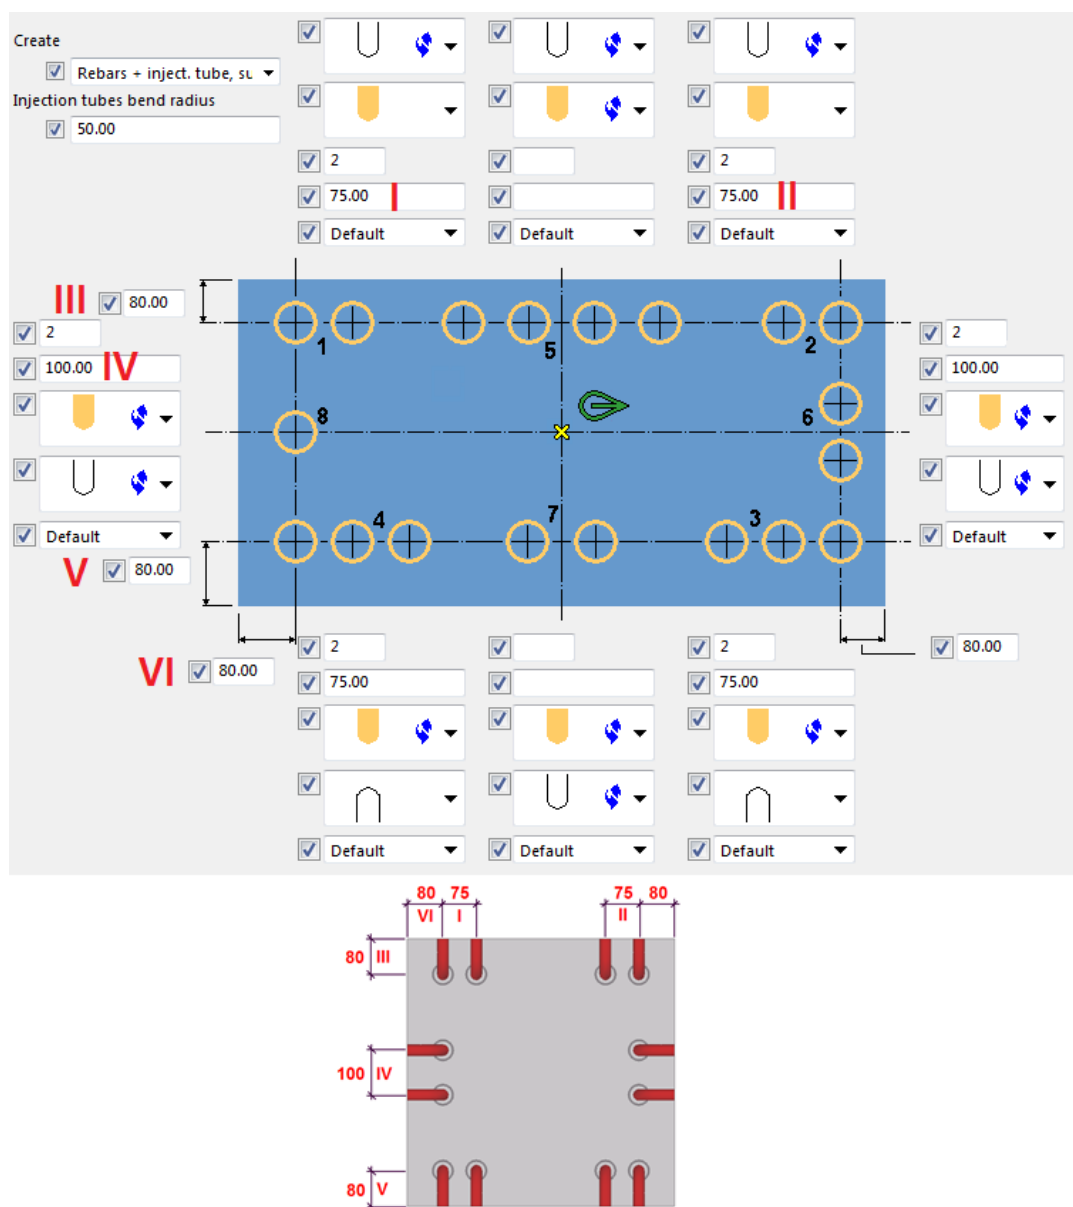 Create
Rebars + inject. tube, su
Injection tubes bend radius
50.00
2 2
75.00 I 75.00 II
Default Default Default
III 80.00
2
100.00 IV
Default
V 80.00
1 5 2
8 6
4 7 3
2
100.00
Default
VI 80.00
80.00
2 2
75.00 75.00
Default Default Default
80 75 75 80
VI I II
80 III
100 IV
80 V